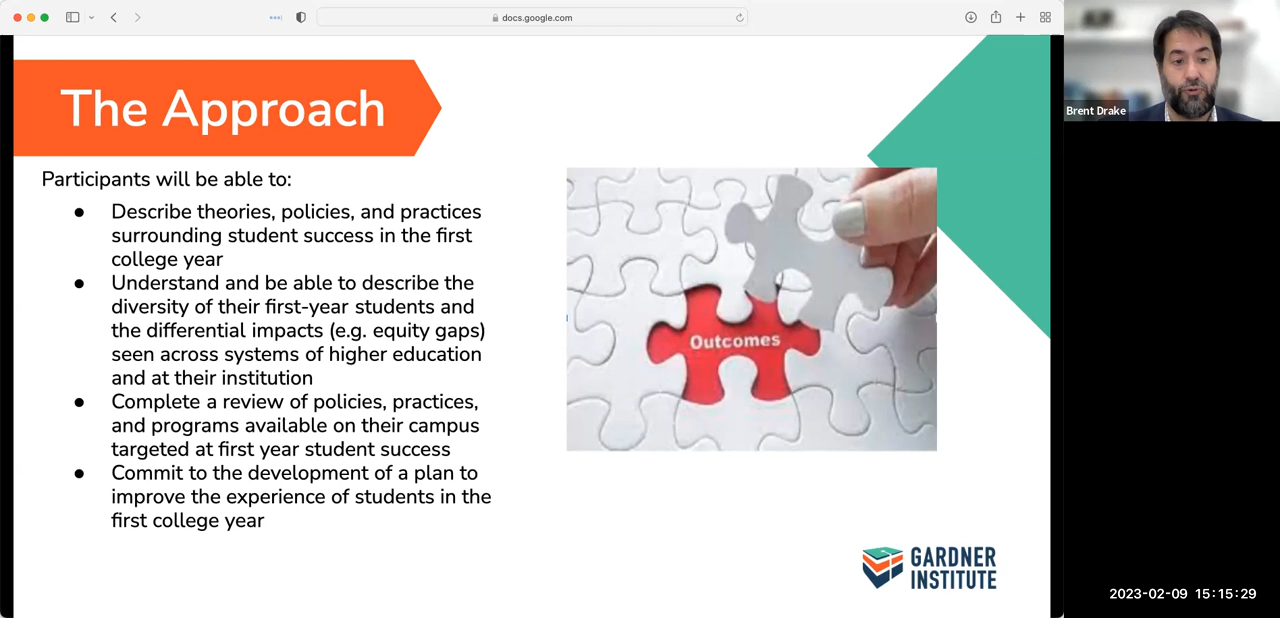 docs.google.com
The Approach
Participants will be able to:
● Describe theories, policies, and practices
surrounding student success in the first
college year
● Understand and be able to describe the
diversity of their first-year students and
the differential impacts (e.g. equity gaps)
seen across systems of higher education
and at their institution
● Complete a review of policies, practices,
and programs available on their campus
targeted at first year student success
● Commit to the development of a plan to
improve the experience of students in the
first college year
Outcomes
GARDNER
INSTITUTE
Brent Drake
2023-02-09 15:15:29